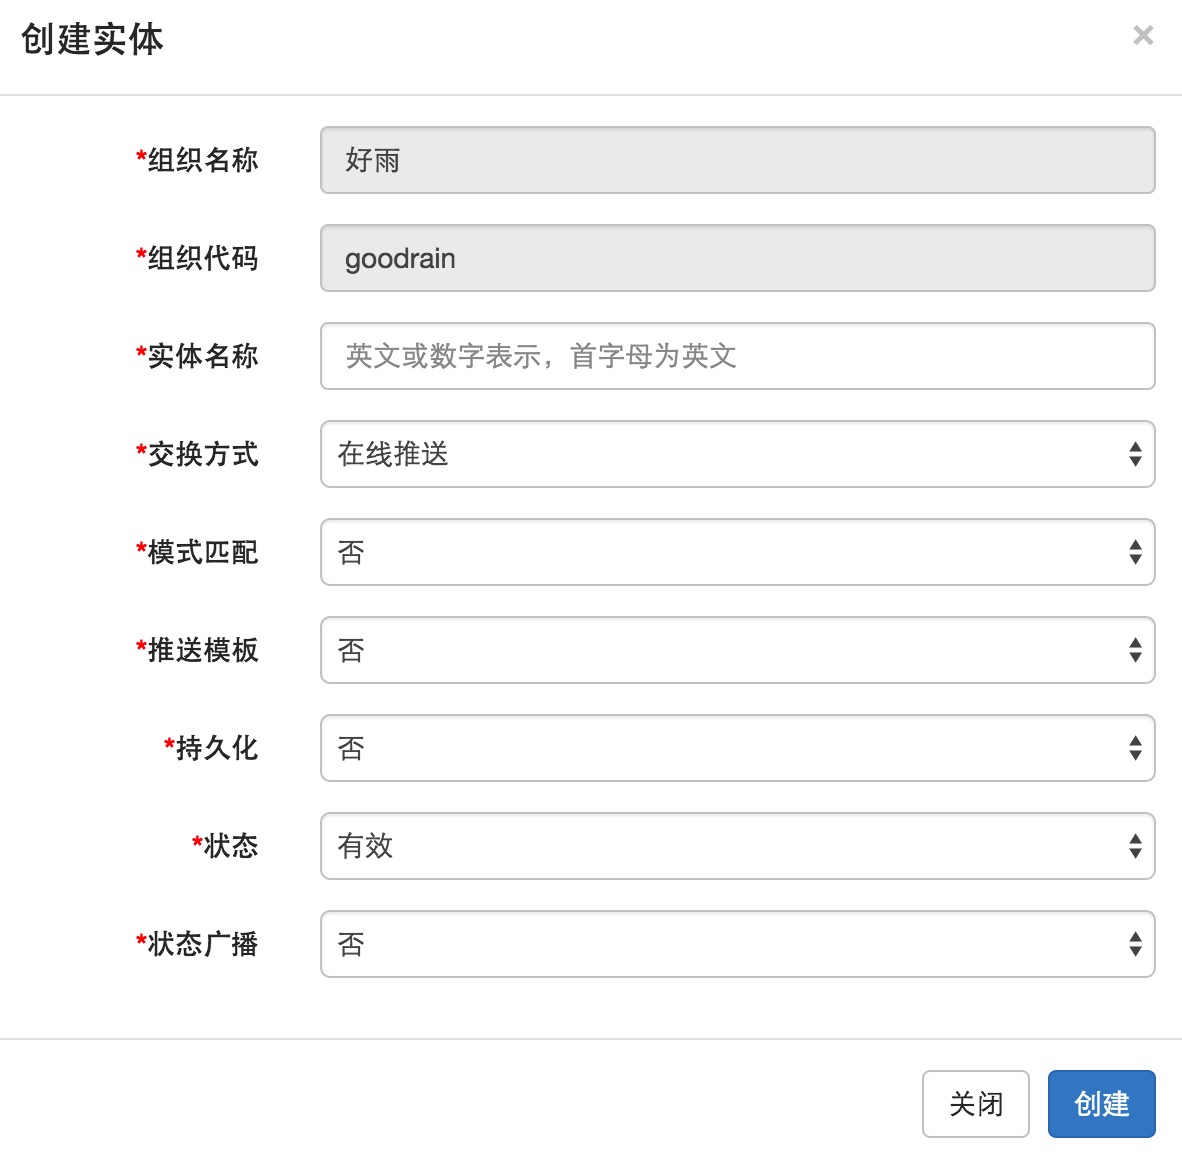 创建实体
×
*组织名称 好雨
*组织代码 goodrain
*实体名称 英文或数字表示，首字母为英文
*交换方式 在线推送
*模式匹配 否
*推送模板 否
*持久化 否
*状态 有效
*状态广播 否
关闭 创建